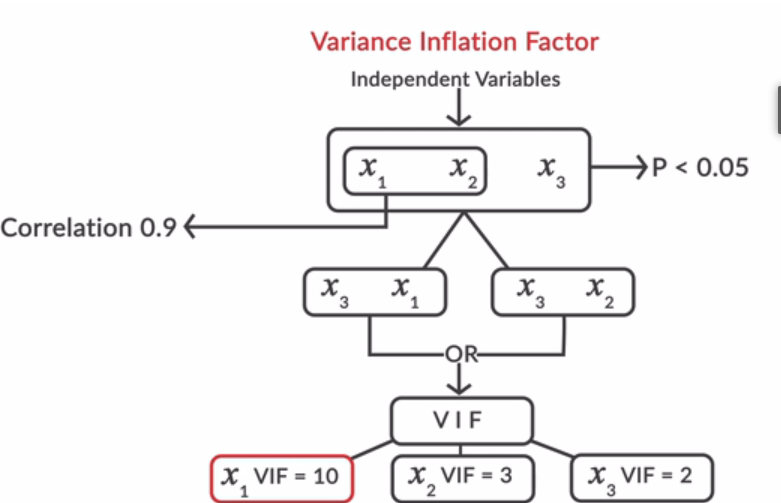 Variance Inflation Factor
Independent Variables
x₁ x₂ x₃
P < 0.05
Correlation 0.9
x₃ x₁
x₃ x₂
OR
VIF
x₁ VIF = 10
x₂ VIF = 3
x₃ VIF = 2